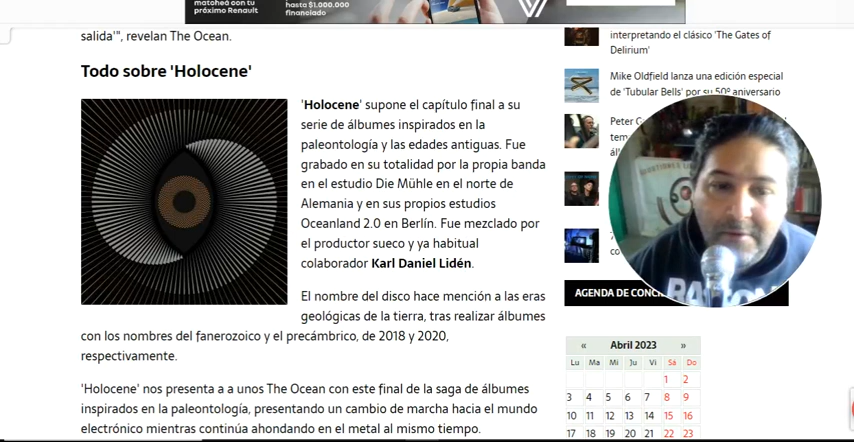 matcheá con tu
próximo Renault
hasta $1.000.000
financiado
salida'", revelan The Ocean.
Todo sobre 'Holocene'
'Holocene' supone el capítulo final a su
serie de álbumes inspirados en la
paleontología y las edades antiguas. Fue
grabado en su totalidad por la propia banda
en el estudio Die Mühle en el norte de
Alemania y en sus propios estudios
Oceanland 2.0 en Berlín. Fue mezclado por
el productor sueco y ya habitual
colaborador Karl Daniel Lidén.
El nombre del disco hace mención a las eras
geológicas de la tierra, tras realizar álbumes
con los nombres del fanerozoico y el precámbrico, de 2018 y 2020,
respectivamente.
'Holocene' nos presenta a a unos The Ocean con este final de la saga de álbumes
inspirados en la paleontología, presentando un cambio de marcha hacia el mundo
electrónico mientras continúa ahondando en el metal al mismo tiempo.
interpretando el clásico 'The Gates of
Delirium'
Mike Oldfield lanza una edición especial
de 'Tubular Bells' por su 50º aniversario
Peter
AGENDA DE
« Abril 2023 »
Lu Ma Mi Ju Vi Sá Do
1 2
3 4 5 6 7 8 9
10 11 12 13 14 15 16
17 18 19 20 21 22 23